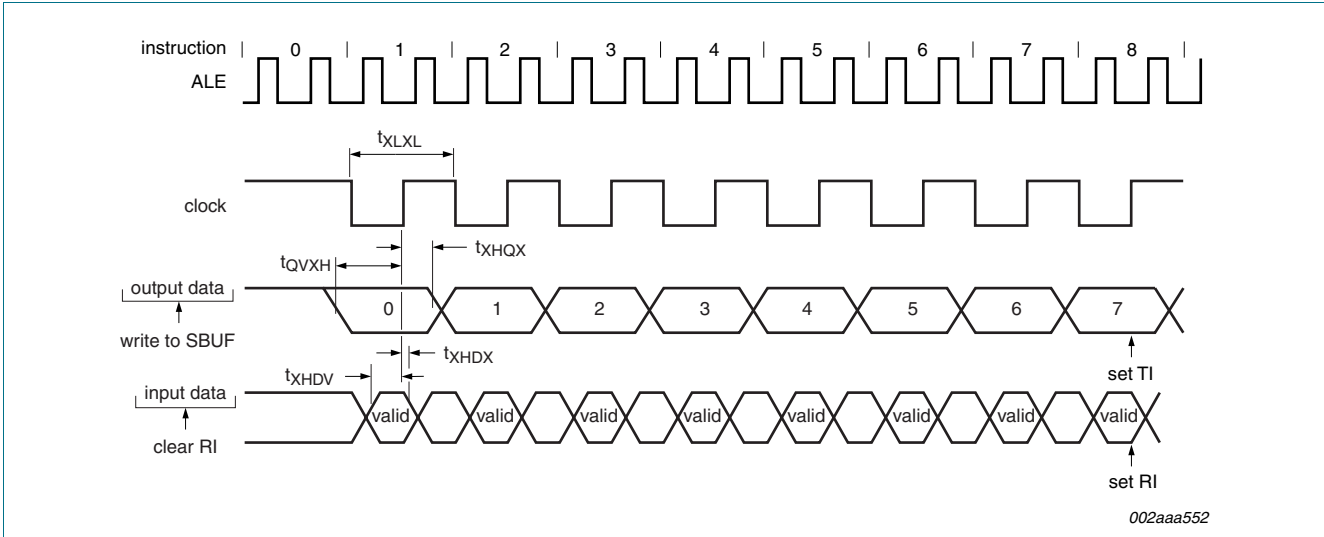 instruction | 0 | 1 | 2 | 3 | 4 | 5 | 6 | 7 | 8 |
ALE
tXLXL
clock
tXHQX
tQVXH
output data
0 1 2 3 4 5 6 7
write to SBUF
tXHDX
set TI
tXHDV
input data
valid valid valid valid valid valid valid valid
clear RI
set RI
002aaa552